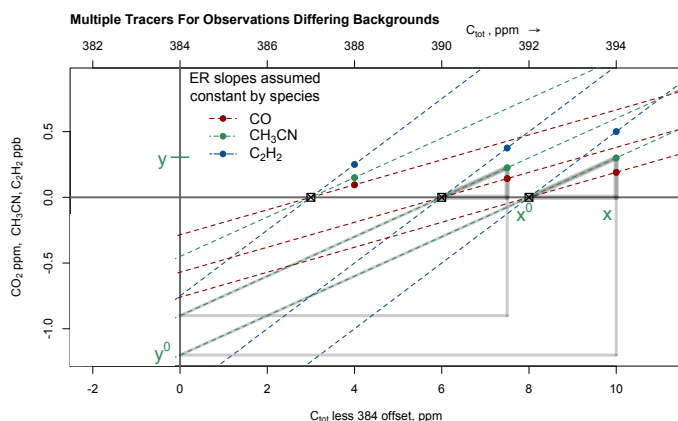 Multiple Tracers For Observations Differing Backgrounds
C_tot , ppm →
382 384 386 388 390 392 394
ER slopes assumed
constant by species
CO
CH₃CN
C₂H₂
y
y⁰
x⁰
x
CO₂ ppm, CH₃CN, C₂H₂ ppb
0.5
0.0
-0.5
-1.0
-2 0 2 4 6 8 10
C_tot less 384 offset, ppm